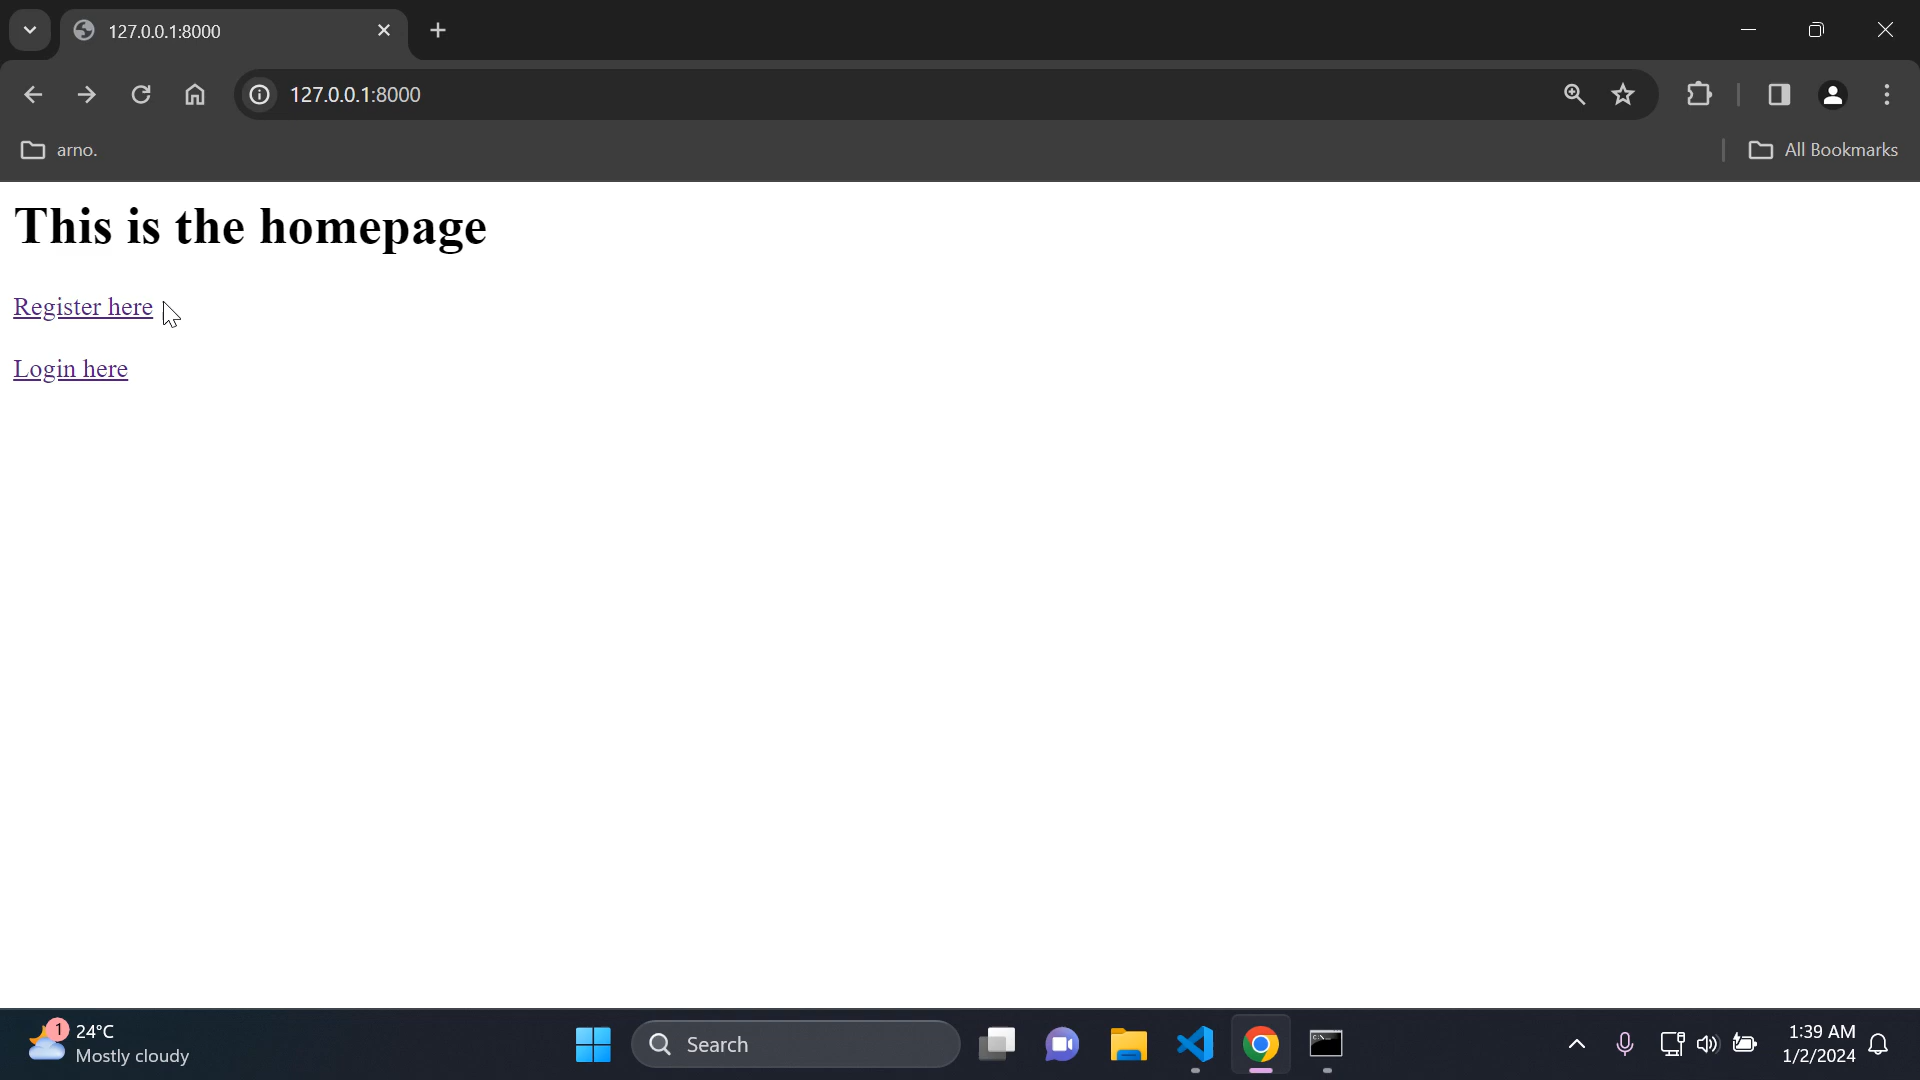 127.0.0.1:8000
127.0.0.1:8000
arno.
All Bookmarks
This is the homepage
Register here
Login here
1
24°C
Mostly cloudy
Search
1:39 AM
1/2/2024